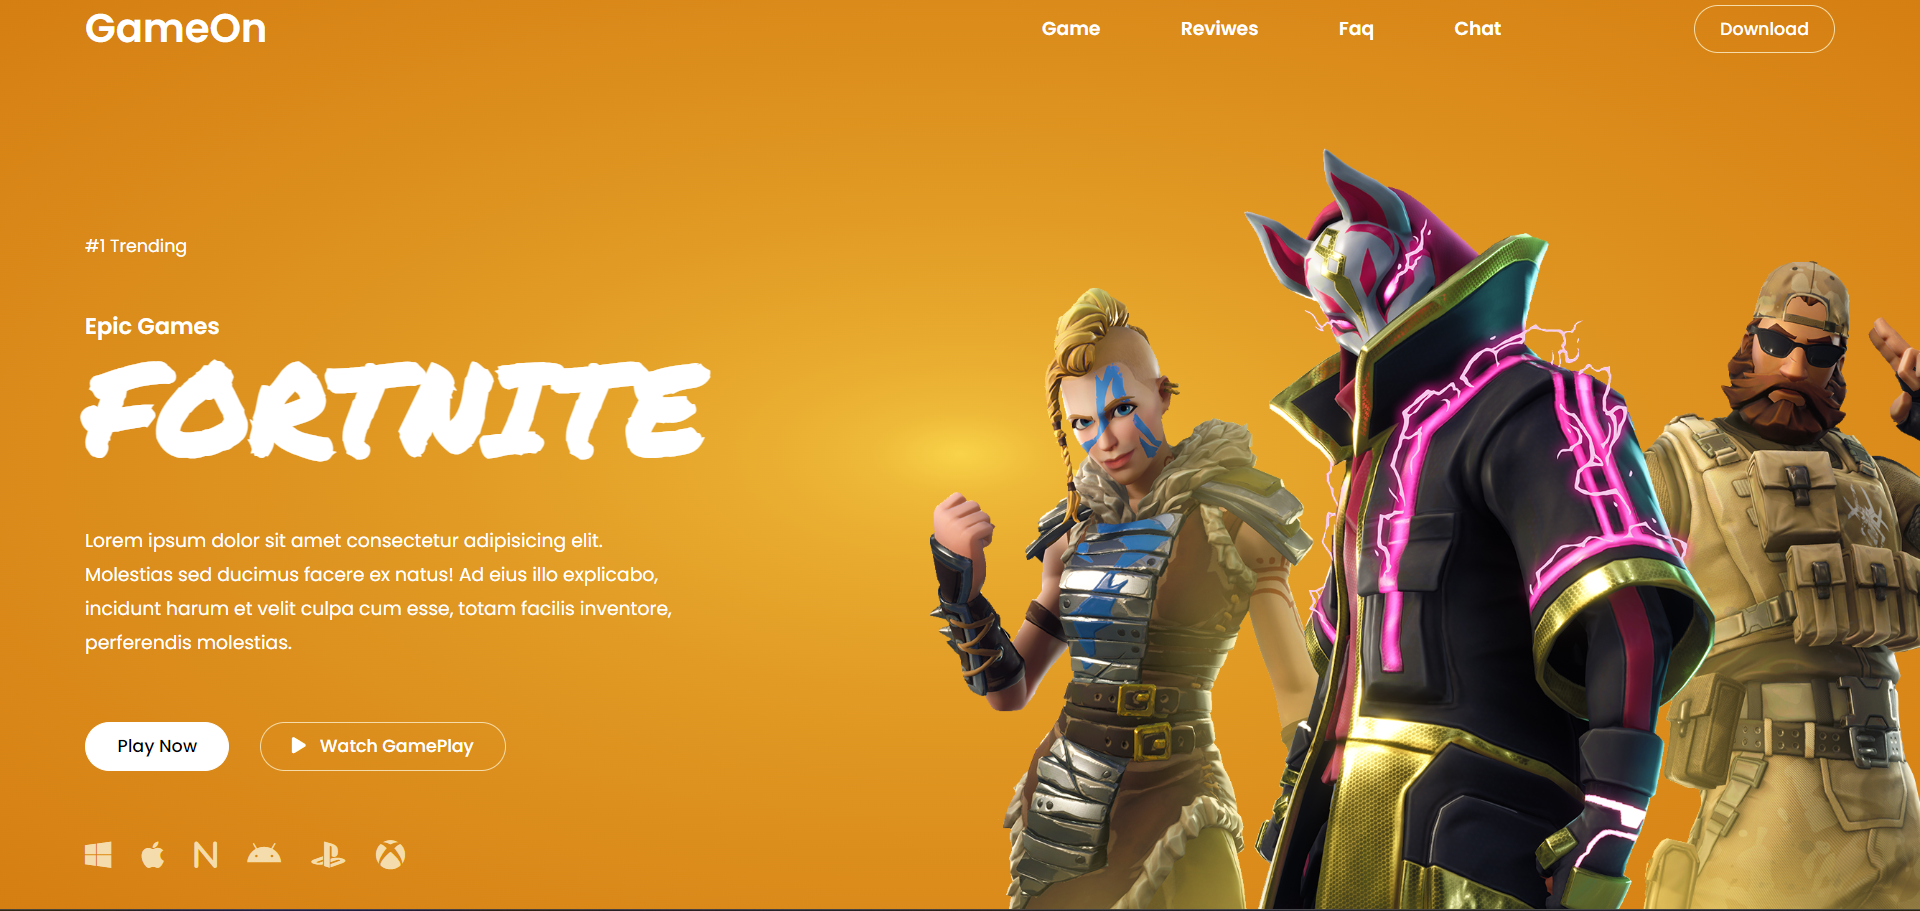 GameOn
Game
Reviwes
Faq
Chat
Download
#1 Trending
Epic Games
FORTNITE
Lorem ipsum dolor sit amet consectetur adipisicing elit.
Molestias sed ducimus facere ex natus! Ad eius illo explicabo,
incidunt harum et velit culpa cum esse, totam facilis inventore,
perferendis molestias.
Play Now
Watch GamePlay